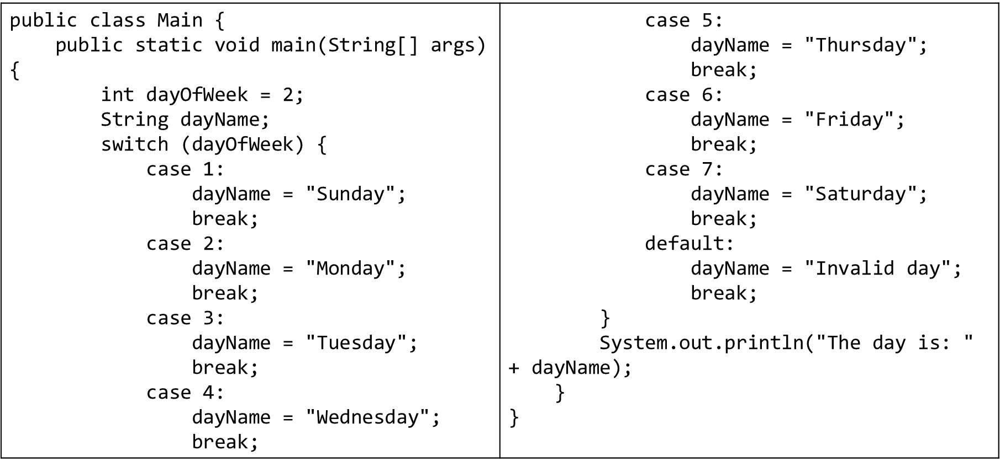 public class Main {
    public static void main(String[] args)
{
        int dayOfWeek = 2;
        String dayName;
        switch (dayOfWeek) {
            case 1:
                dayName = "Sunday";
                break;
            case 2:
                dayName = "Monday";
                break;
            case 3:
                dayName = "Tuesday";
                break;
            case 4:
                dayName = "Wednesday";
                break;
            case 5:
                dayName = "Thursday";
                break;
            case 6:
                dayName = "Friday";
                break;
            case 7:
                dayName = "Saturday";
                break;
            default:
                dayName = "Invalid day";
                break;
        }
        System.out.println("The day is: "
+ dayName);
    }
}